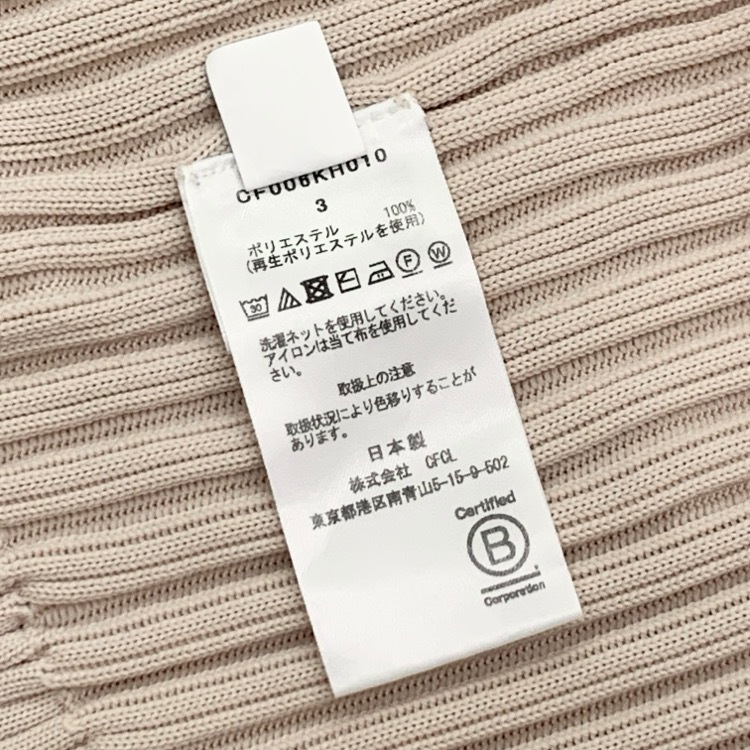 CF006KH010
3
ポリエステル 100%
(再生ポリエステルを使用)
30 F W
洗濯ネットを使用してください。
アイロンは当て布を使用してくだ
さい。
取扱上の注意
取扱状況により色移りすることが
あります。
日本製
株式会社 CFCL
東京都港区南青山5-15-9-502
Certified
B
Corporation